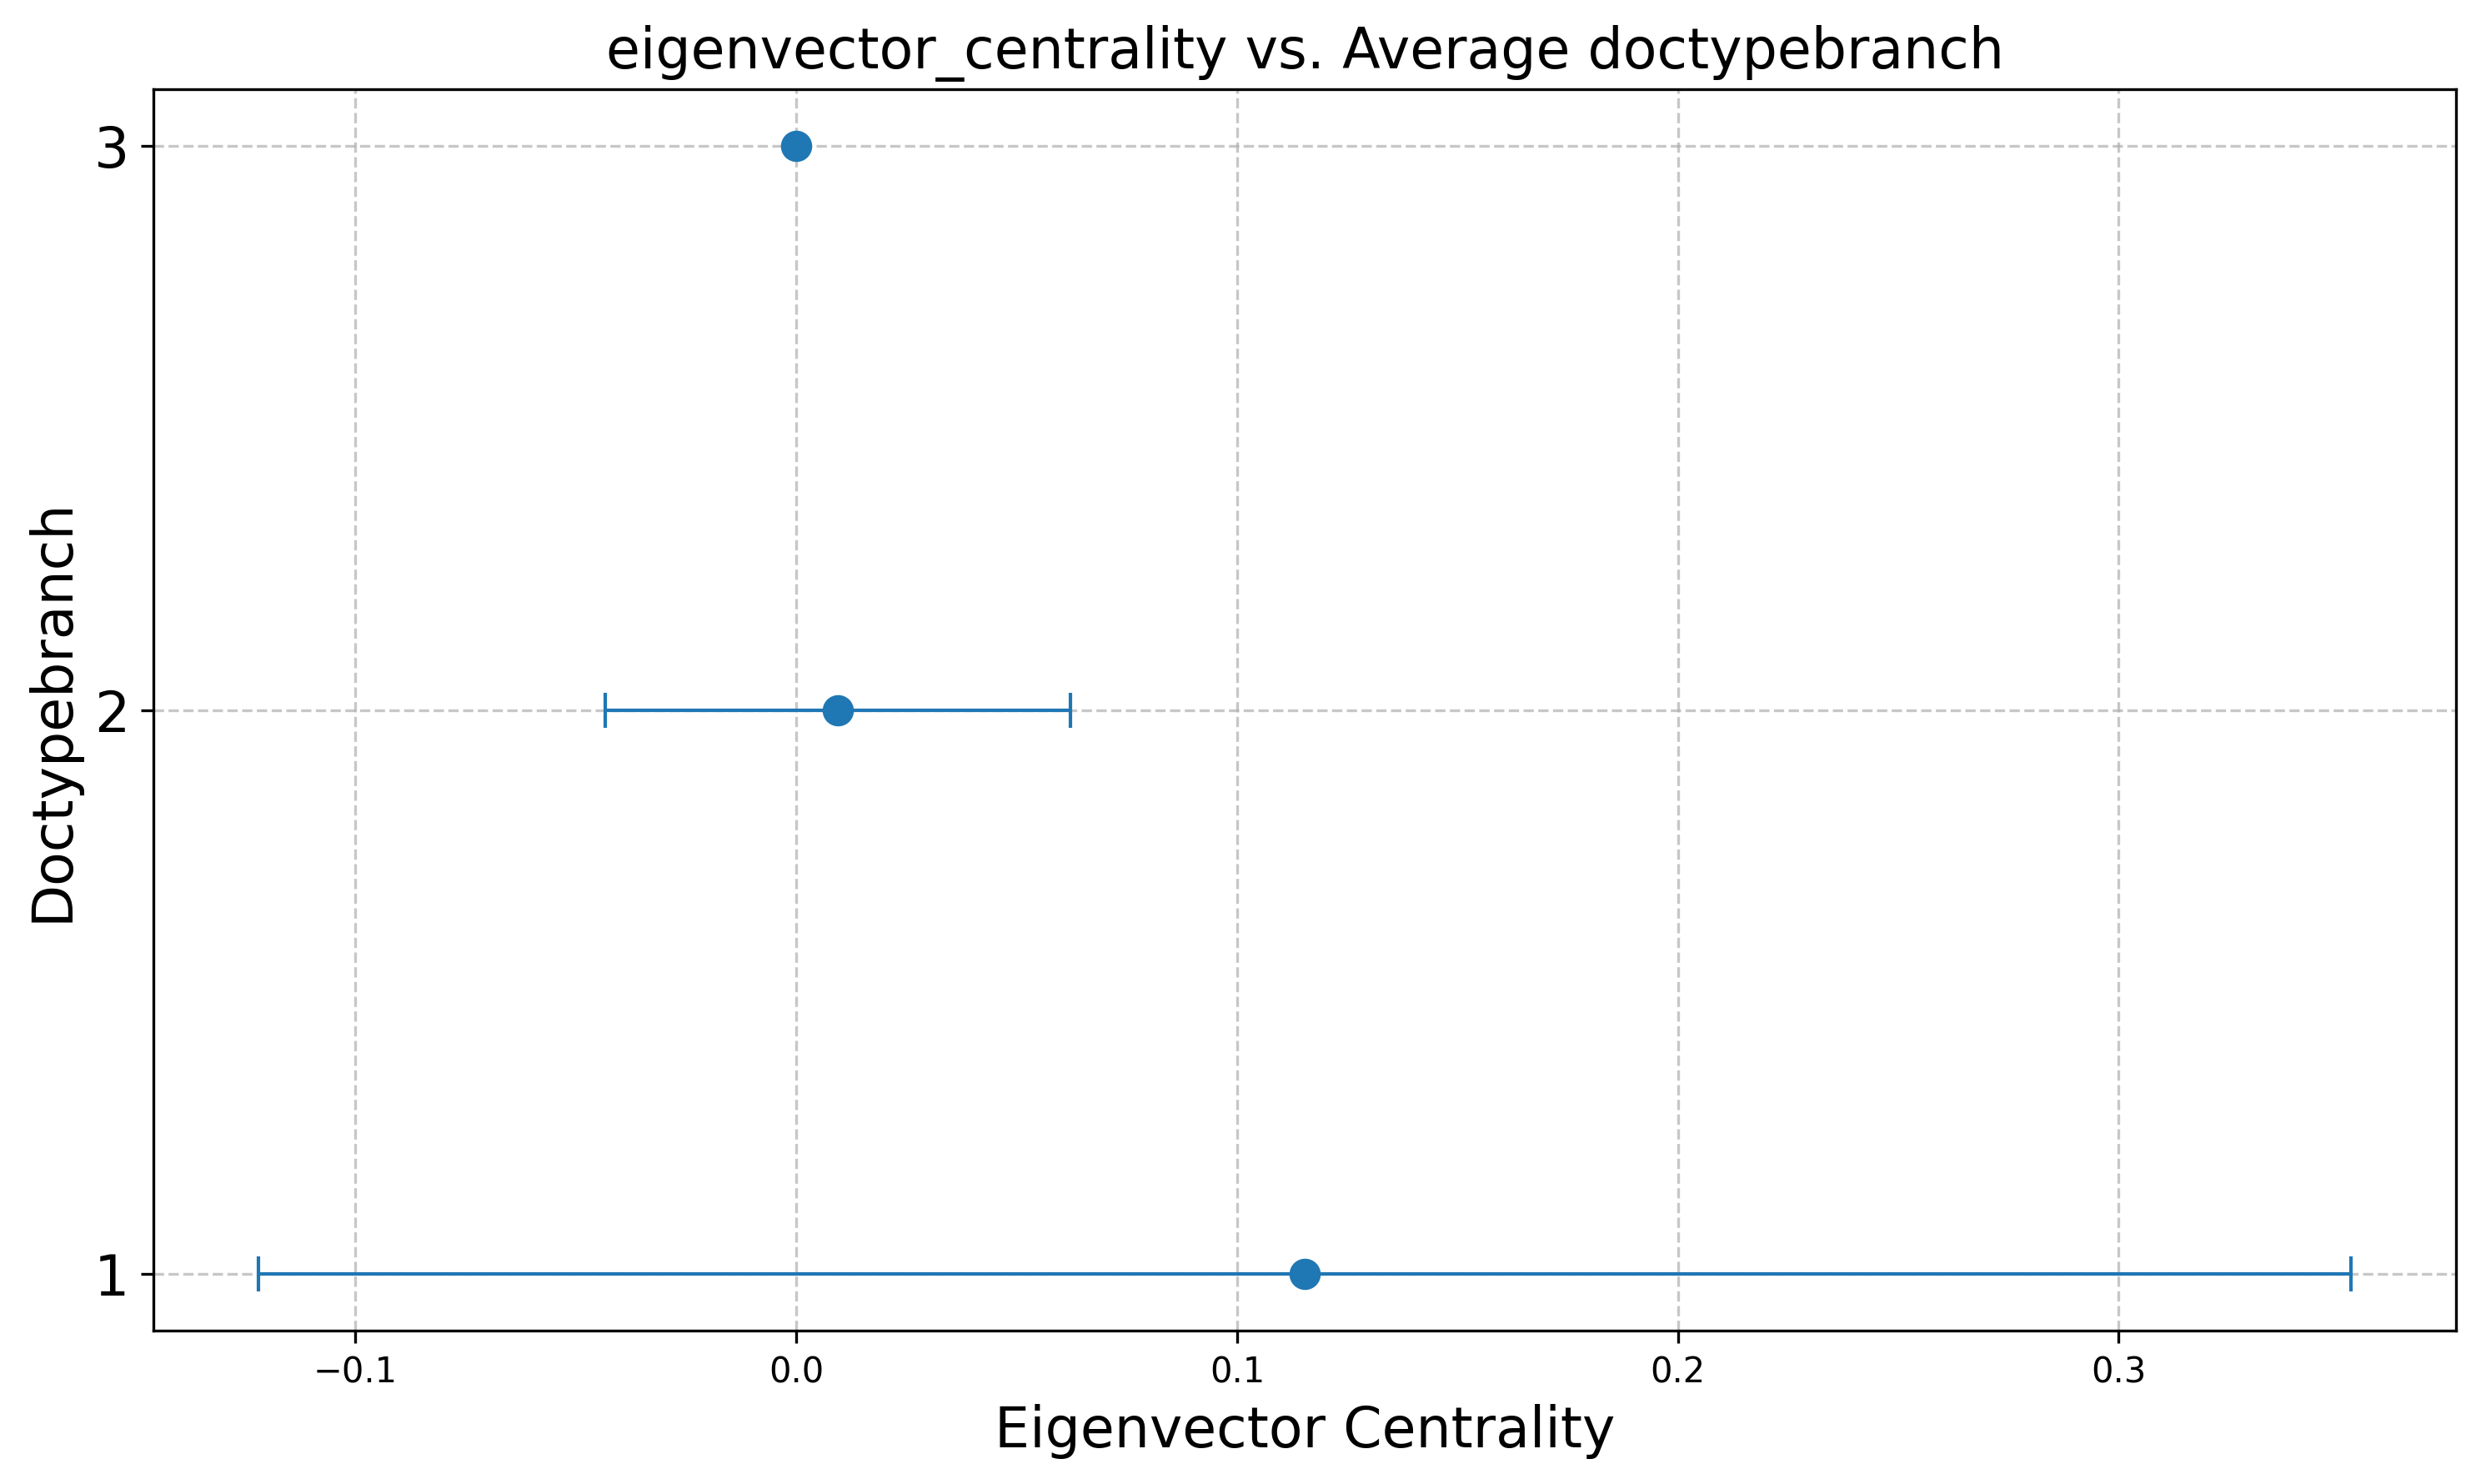 eigenvector_centrality vs. Average doctypebranch
3
2
1
Doctypebranch
−0.1 0.0 0.1 0.2 0.3
Eigenvector Centrality